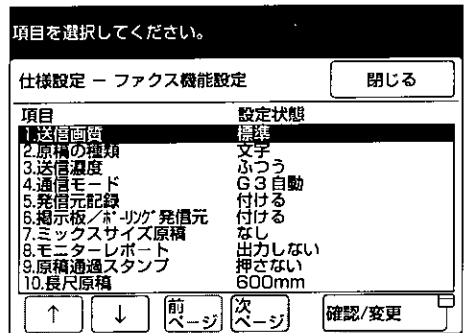 項目を選択してください。
仕様設定 － ファクス機能設定 閉じる
項目 設定状態
1.送信画質 標準
2.原稿の種類 文字
3.送信濃度 ふつう
4.通信モード G3自動
5.発信元記録 付ける
6.掲示板／ﾎﾟｰﾘﾝｸﾞ発信元 付ける
7.ミックスサイズ原稿 なし
8.モニターレポート 出力しない
9.原稿通過スタンプ 押さない
10.長尺原稿 600mm
↑ ↓ 前ページ 次ページ 確認/変更